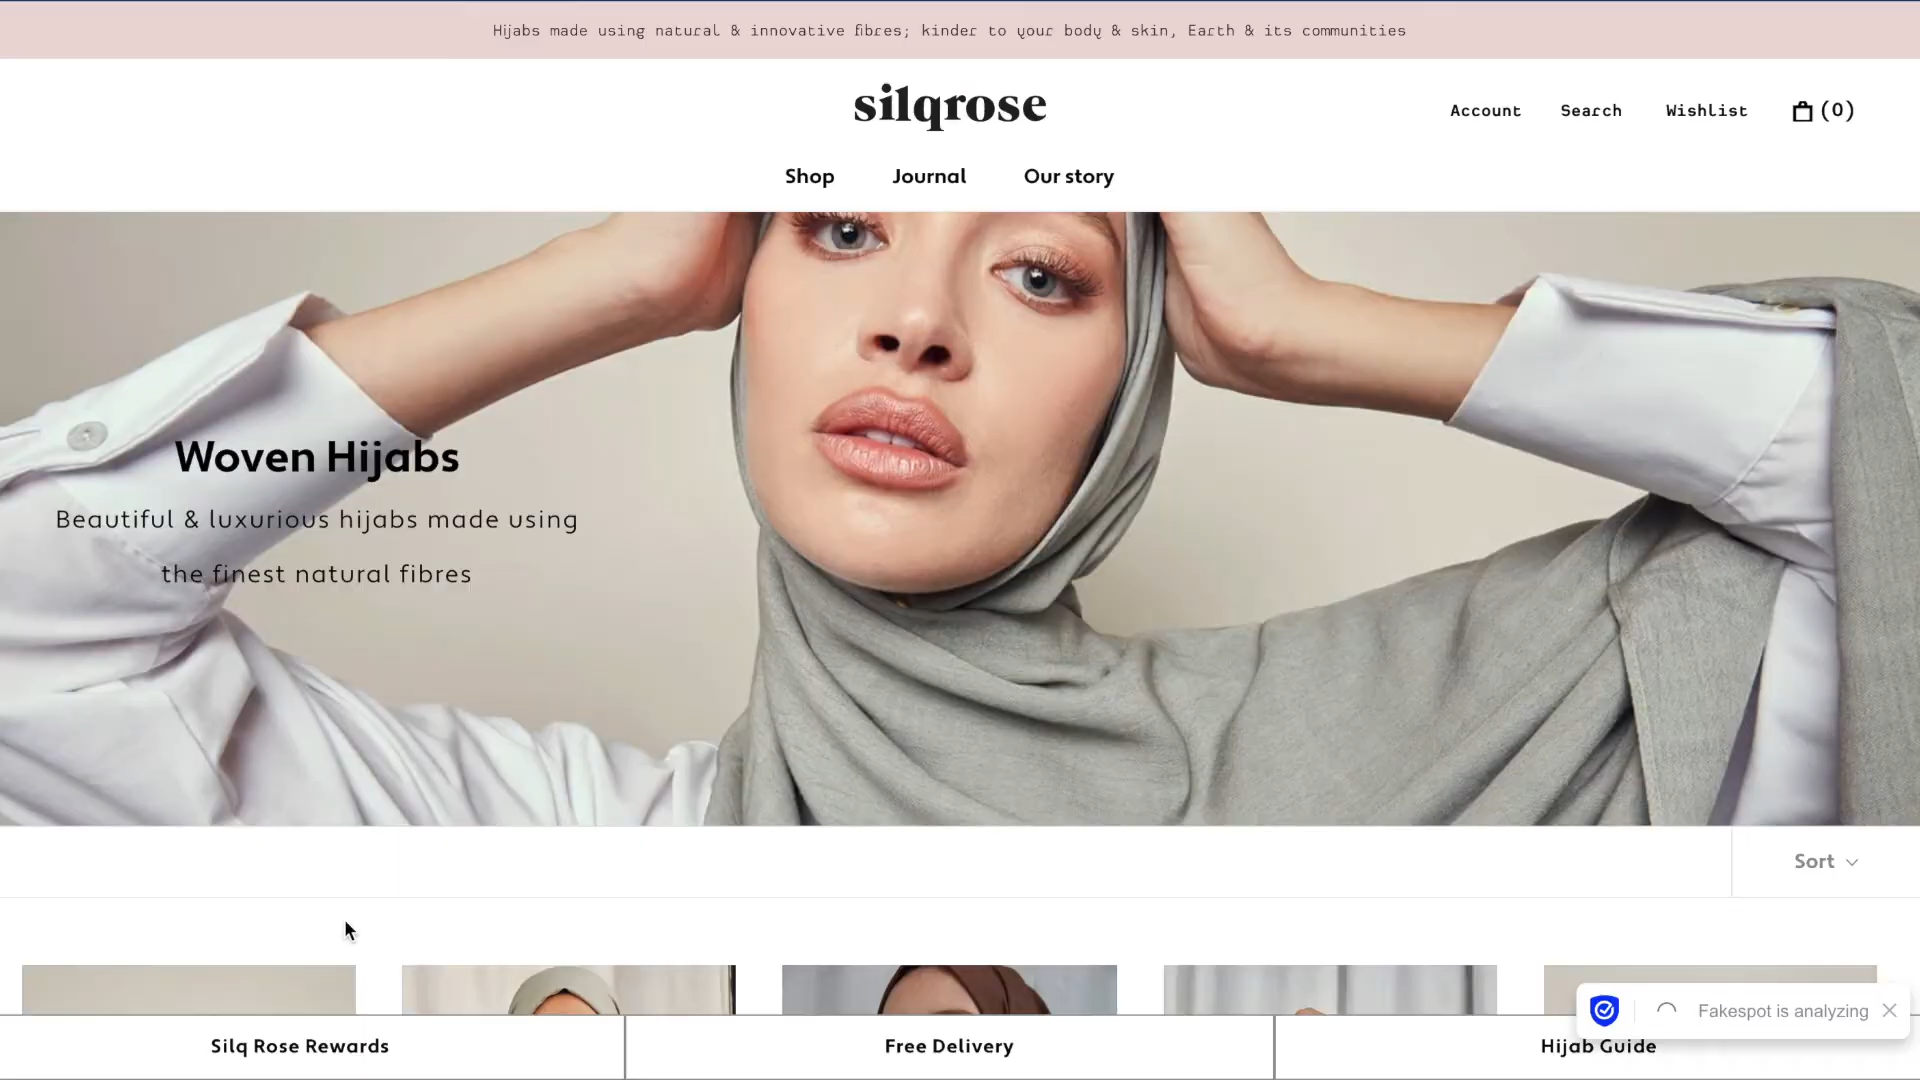 Hijabs made using natural & innovative fibres; kinder to your body & skin, Earth & its communities
silqrose
Account Search Wishlist (0)
Shop Journal Our story
Woven Hijabs
Beautiful & luxurious hijabs made using
the finest natural fibres
Sort
Fakespot is analyzing
Silq Rose Rewards Free Delivery Hijab Guide